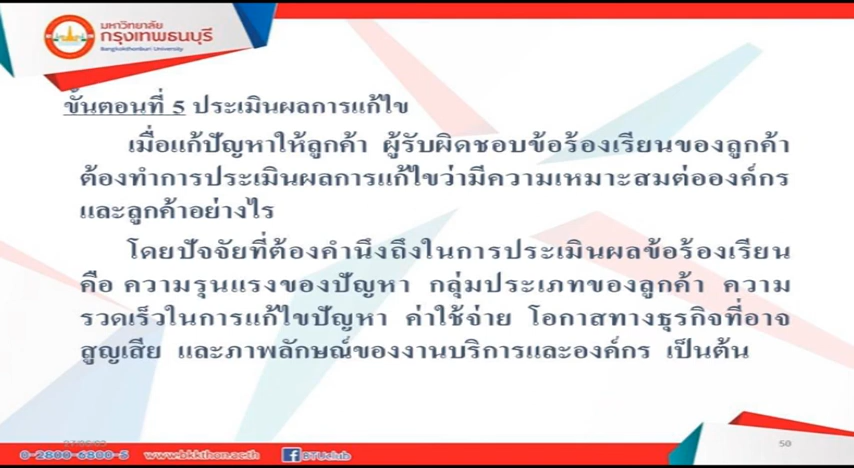 มหาวิทยาลัย
กรุงเทพธนบุรี
Bangkokthonburi University
ขั้นตอนที่ 5 ประเมินผลการแก้ไข
เมื่อแก้ปัญหาให้ลูกค้า ผู้รับผิดชอบข้อร้องเรียนของลูกค้า
ต้องทำการประเมินผลการแก้ไขว่ามีความเหมาะสมต่อองค์กร
และลูกค้าอย่างไร
โดยปัจจัยที่ต้องคำนึงถึงในการประเมินผลข้อร้องเรียน
คือ ความรุนแรงของปัญหา กลุ่มประเภทของลูกค้า ความ
รวดเร็วในการแก้ไขปัญหา ค่าใช้จ่าย โอกาสทางธุรกิจที่อาจ
สูญเสีย และภาพลักษณ์ของงานบริการและองค์กร เป็นต้น
50
0-2800-6800-5 www.bkkthon.ac.th BTUclub